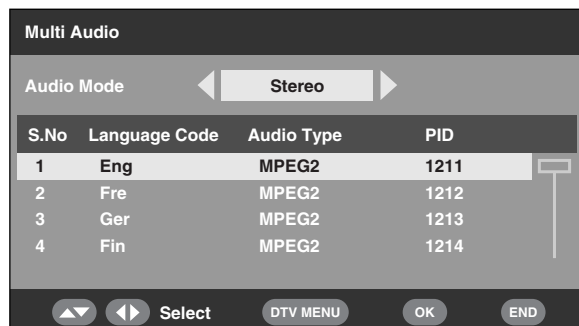 Multi Audio
Audio Mode Stereo
S.No Language Code Audio Type PID
1 Eng MPEG2 1211
2 Fre MPEG2 1212
3 Ger MPEG2 1213
4 Fin MPEG2 1214
Select DTV MENU OK END